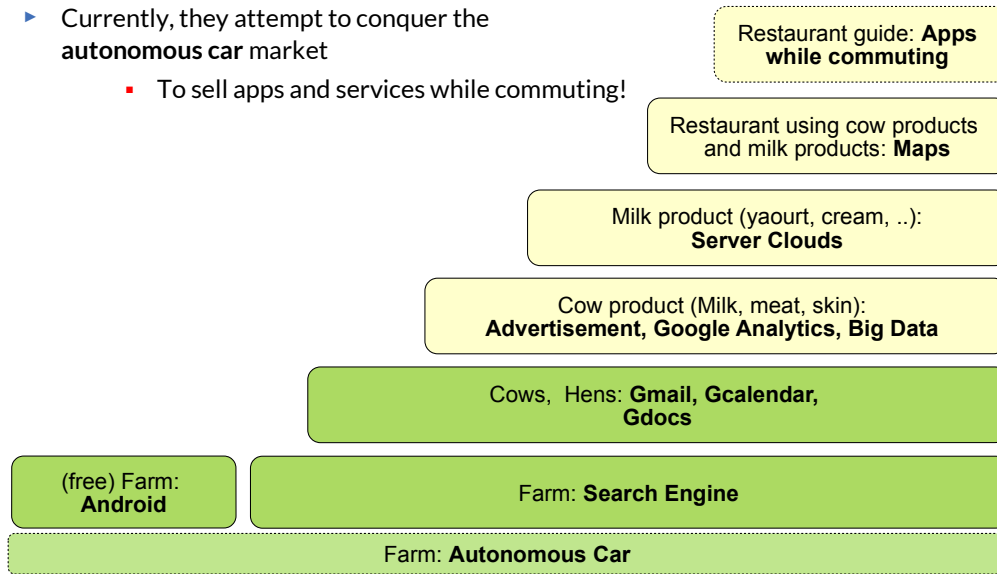 Currently, they attempt to conquer the
autonomous car market
To sell apps and services while commuting!
Restaurant guide: Apps
while commuting
Restaurant using cow products
and milk products: Maps
Milk product (yaourt, cream, ..):
Server Clouds
Cow product (Milk, meat, skin):
Advertisement, Google Analytics, Big Data
Cows, Hens: Gmail, Gcalendar,
Gdocs
(free) Farm:
Android
Farm: Search Engine
Farm: Autonomous Car